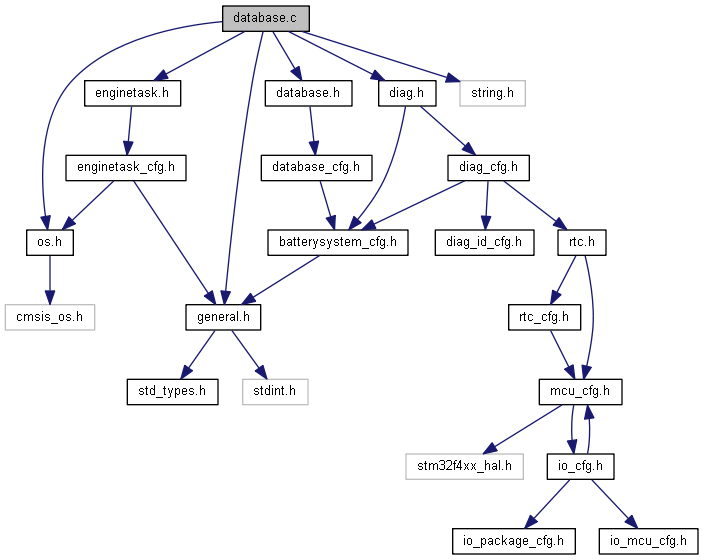 database.c
enginetask.h
database.h
diag.h
string.h
enginetask_cfg.h
database_cfg.h
diag_cfg.h
os.h
batterysystem_cfg.h
diag_id_cfg.h
rtc.h
cmsis_os.h
general.h
rtc_cfg.h
std_types.h
stdint.h
mcu_cfg.h
stm32f4xx_hal.h
io_cfg.h
io_package_cfg.h
io_mcu_cfg.h